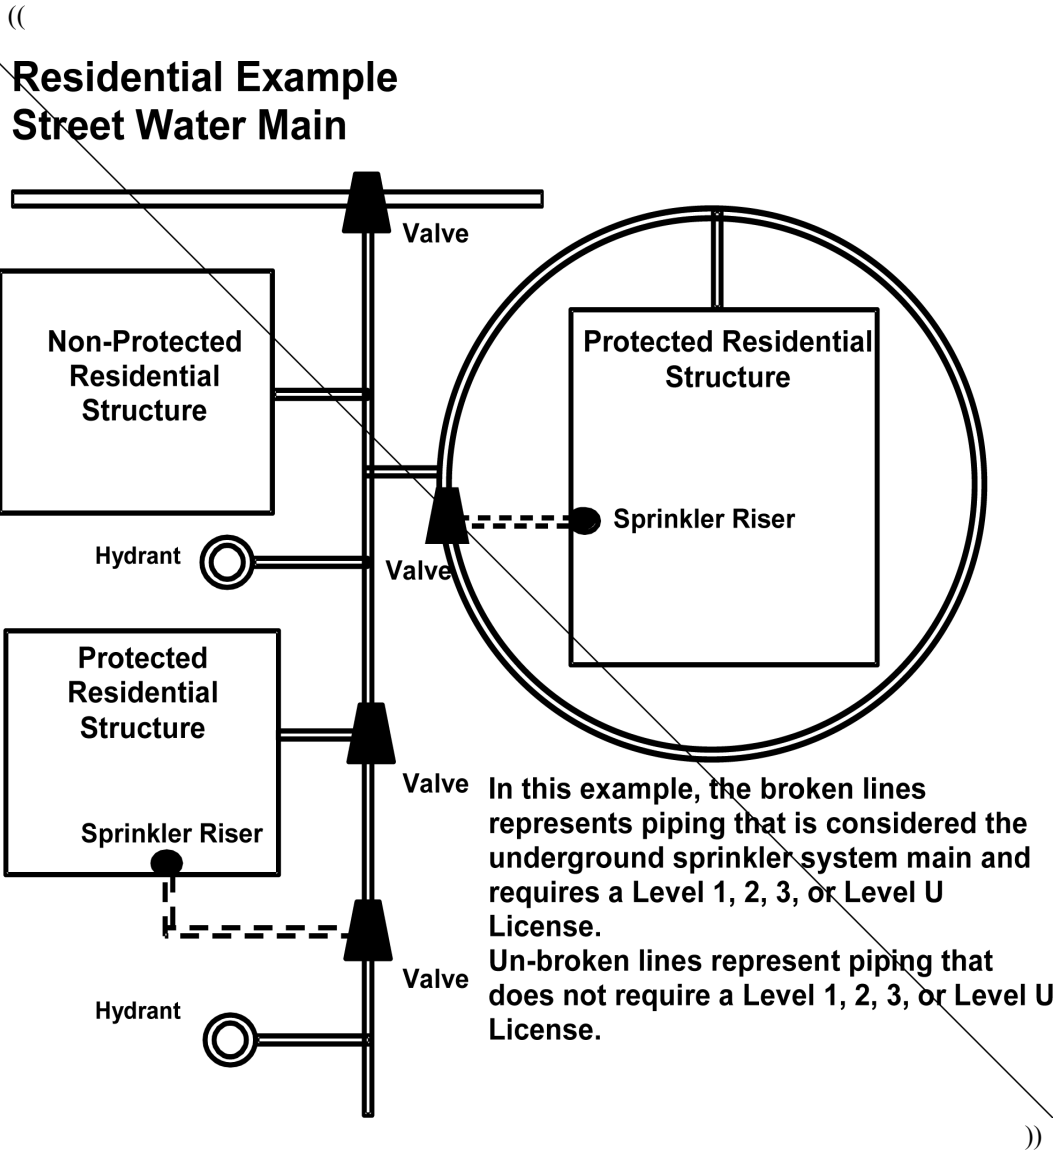 ((
Residential Example
Street Water Main
Valve
Non-Protected
Residential
Structure
Protected Residential
Structure
Sprinkler Riser
Hydrant
Valve
Protected
Residential
Structure
Sprinkler Riser
Valve
In this example, the broken lines
represents piping that is considered the
underground sprinkler system main and
requires a Level 1, 2, 3, or Level U
License.
Un-broken lines represent piping that
does not require a Level 1, 2, 3, or Level U
License.
Valve
Hydrant
))